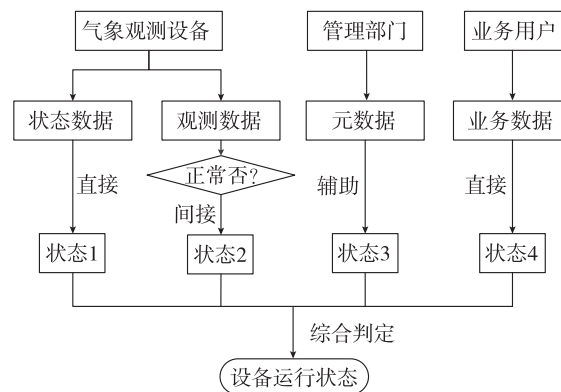 气象观测设备
管理部门
业务用户
状态数据
观测数据
元数据
业务数据
正常否?
直接
间接
辅助
直接
状态1
状态2
状态3
状态4
综合判定
设备运行状态